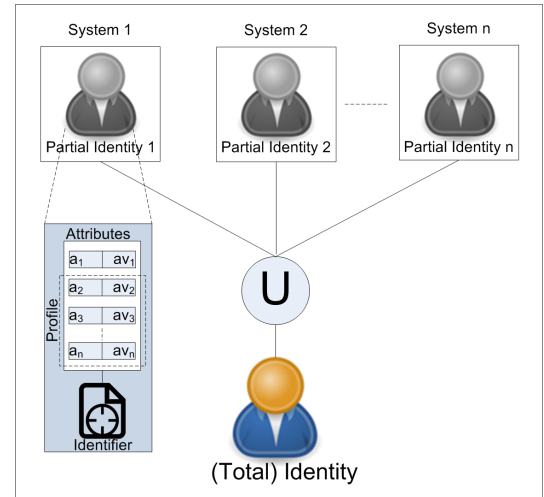 System 1
System 2
System n
Partial Identity 1
Partial Identity 2
Partial Identity n
Attributes
a1 av1
a2 av2
a3 av3
an avn
Profile
Identifier
U
(Total) Identity